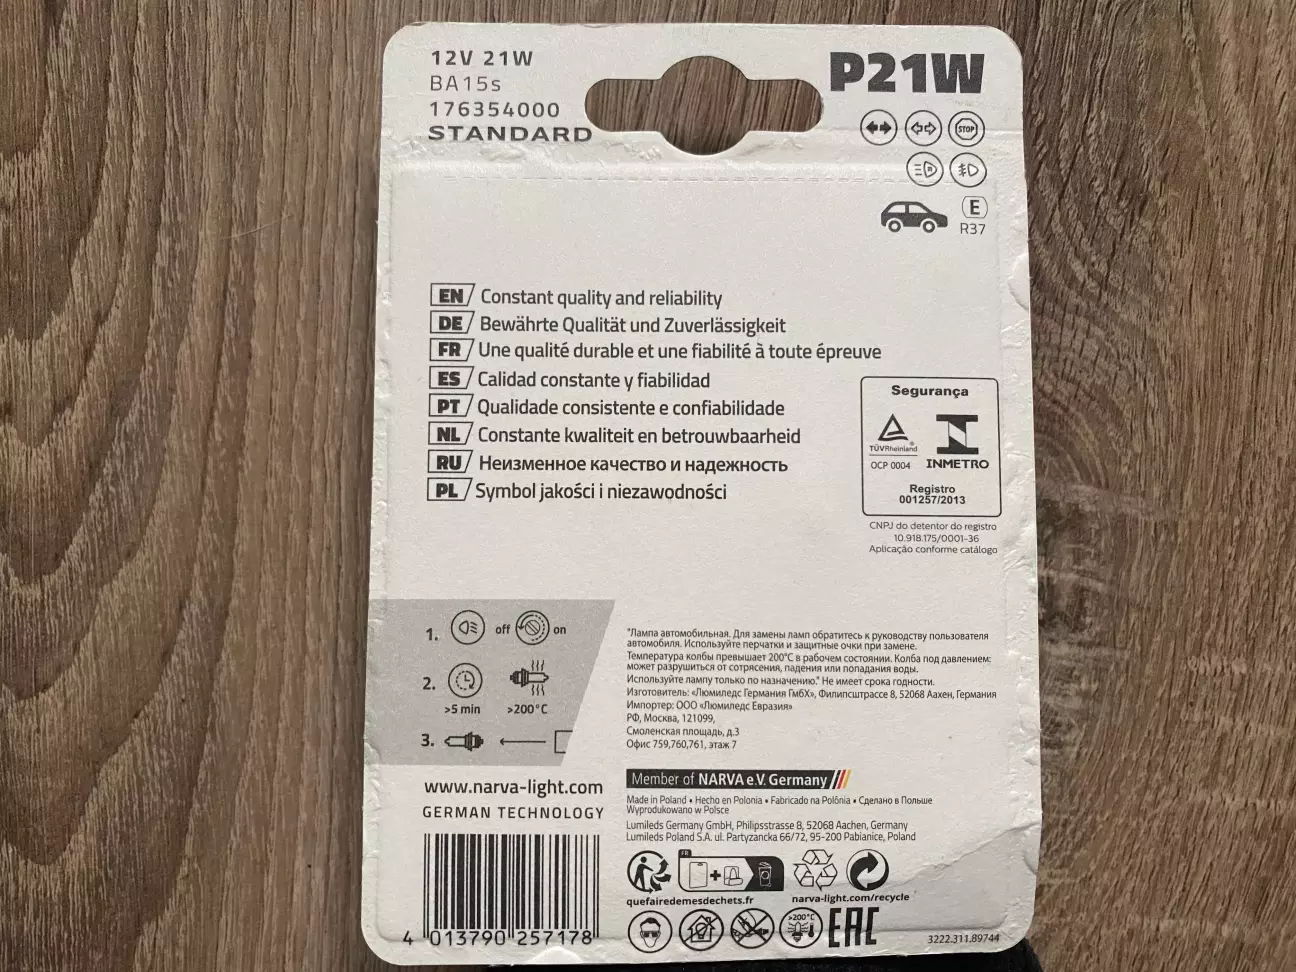 12V 21W
BA15s
176354000
STANDARD
P21W
STOP
E
R37
EN Constant quality and reliability
DE Bewährte Qualität und Zuverlässigkeit
FR Une qualité durable et une fiabilité à toute épreuve
ES Calidad constante y fiabilidad
PT Qualidade consistente e confiabilidade
NL Constante kwaliteit en betrouwbaarheid
RU Неизменное качество и надежность
PL Symbol jakości i niezawodności
Segurança
TÜVRheinland®
OCP 0004 INMETRO
Registro
001257/2013
CNPJ do detentor do registro
10.918.175/0001-36
Aplicação conforme catálogo
1. off on
2.
>5 min >200°C
3.
www.narva-light.com
GERMAN TECHNOLOGY
4 013790 257178
"Лампа автомобильная. Для замены ламп обратитесь к руководству пользователя
автомобиля. Используйте перчатки и защитные очки при замене.
Температура колбы превышает 200°C в рабочем состоянии. Колба под давлением:
может разрушиться от сотрясения, падения или попадания воды.
Используйте лампу только по назначению." Не имеет срока годности.
Изготовитель: «Люмиледс Германия ГмбХ», Филипсштрассе 8, 52068 Аахен, Германия
Импортер: ООО «Люмиледс Евразия»
РФ, Москва, 121099,
Смоленская площадь, д.3
Офис 759,760,761, этаж 7
Member of NARVA e.V. Germany
Made in Poland • Hecho en Polonia • Fabricado na Polônia • Сделано в Польше
Wyprodukowano w Polsce
Lumileds Germany GmbH, Philipsstrasse 8, 52068 Aachen, Germany
Lumileds Poland S.A. ul. Partyzancka 66/72, 95-200 Pabianice, Poland
FR
+
quefairedemesdechets.fr
narva-light.com/recycle
>200°C
EAC
3222.311.89744